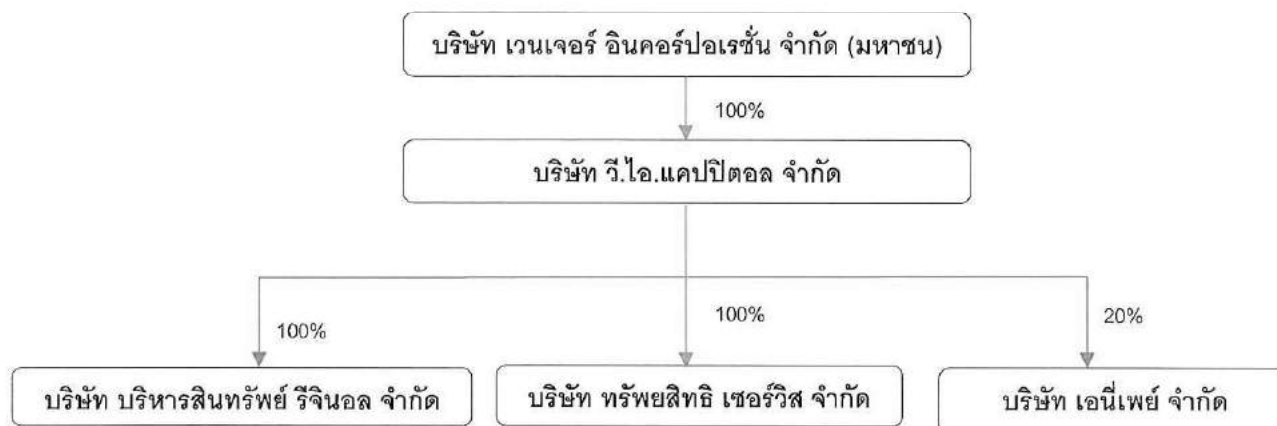 บริษัท เวนเจอร์ อินคอร์ปอเรชั่น จำกัด (มหาชน)
100%
บริษัท วี.ไอ.แคปปิตอล จำกัด
100%
100%
20%
บริษัท บริหารสินทรัพย์ รีจินอล จำกัด
บริษัท ทรัพยสิทธิ เซอร์วิส จำกัด
บริษัท เอนี่เพย์ จำกัด